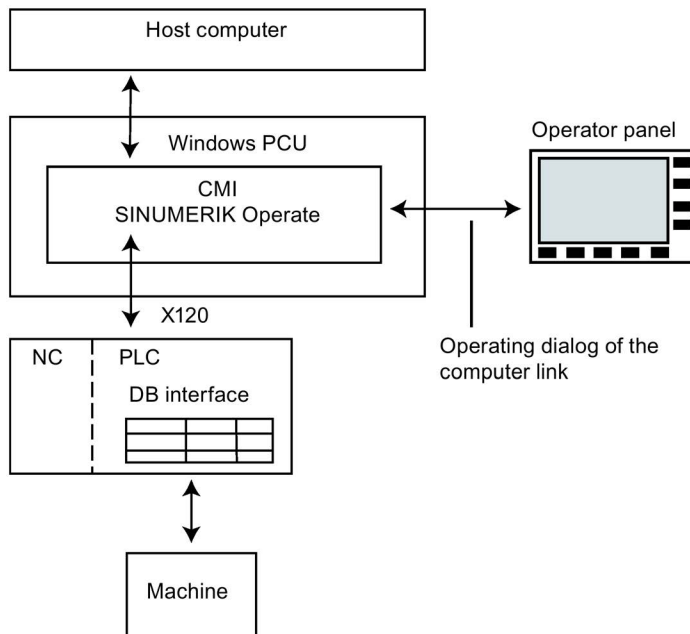 Host computer
Windows PCU
Operator panel
CMI
SINUMERIK Operate
X120
NC
PLC
DB interface
Operating dialog of the
computer link
Machine